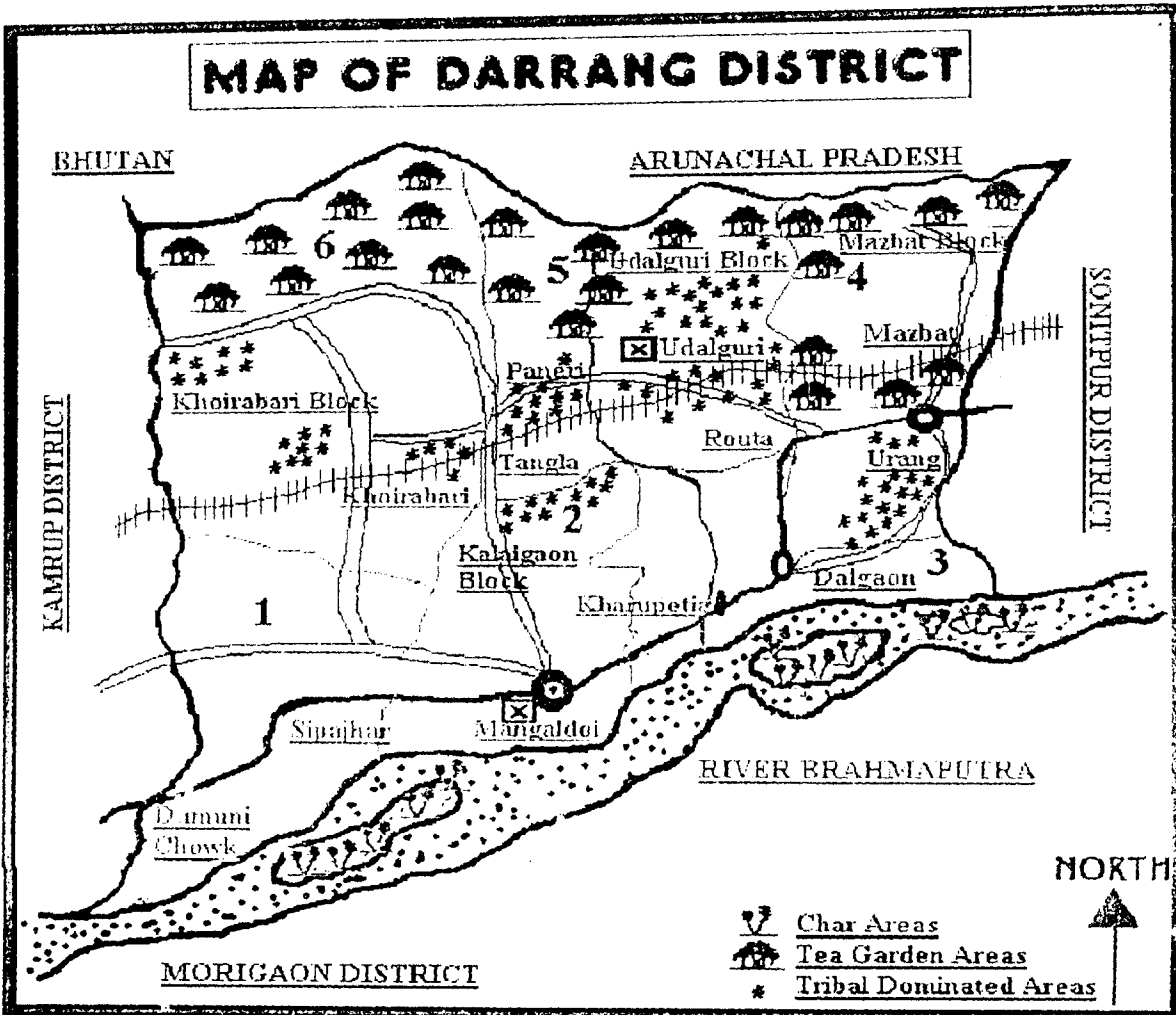 MAP OF DARRANG DISTRICT
BHUTAN
ARUNACHAL PRADESH
6
5
Udalguri Block
Mazbat Block
4
SONITPUR DISTRICT
Mazbat
Udalguri
Paneri
Khoirabari Block
KAMRUP DISTRICT
Routa
Urang
Tangla
Khoirabari
2
Kalaigaon
Block
3
Dalgaon
Kharupetia
1
Sipajhar
Mangaldoi
RIVER BRAHMAPUTRA
Chowk
NORTH
Char Areas
Tea Garden Areas
Tribal Dominated Areas
MORIGAON DISTRICT